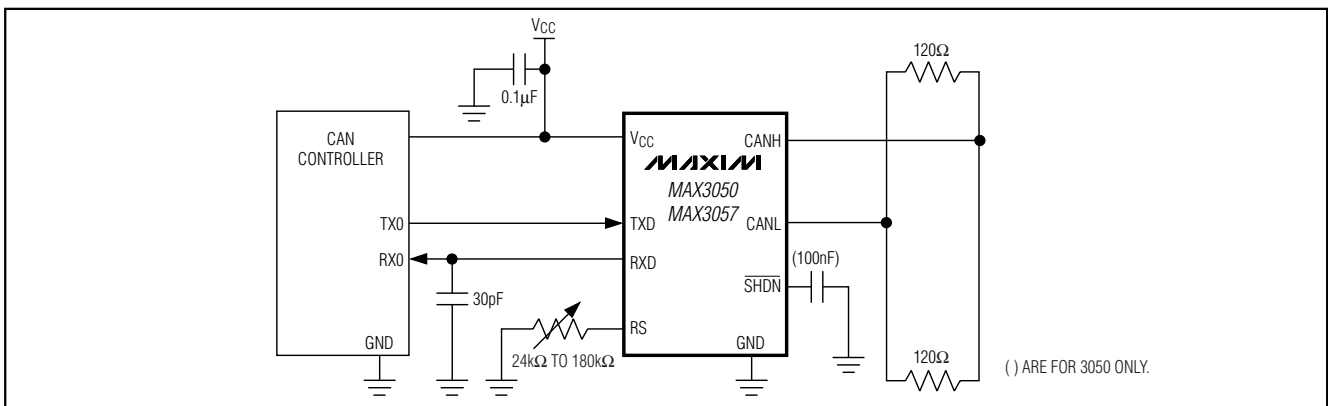 VCC
120Ω
0.1µF
CAN
CONTROLLER
VCC
CANH
MAXIM
MAX3050
MAX3057
TX0
TXD
CANL
RX0
RXD
(100nF)
SHDN
30pF
RS
GND
24kΩ TO 180kΩ
GND
120Ω
( ) ARE FOR 3050 ONLY.